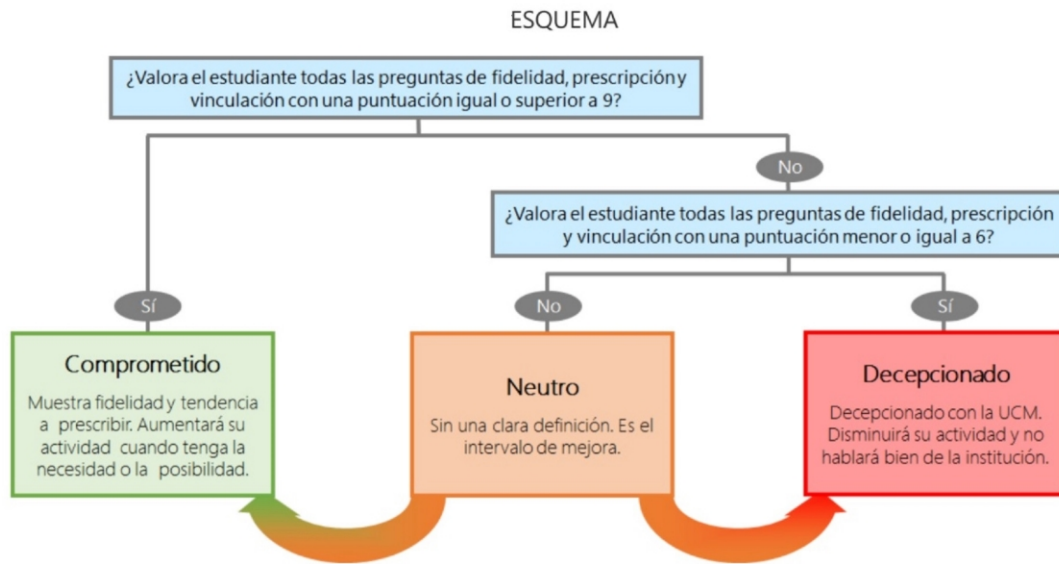 ESQUEMA
¿Valora el estudiante todas las preguntas de fidelidad, prescripción y
vinculación con una puntuación igual o superior a 9?
No
¿Valora el estudiante todas las preguntas de fidelidad, prescripción
y vinculación con una puntuación menor o igual a 6?
Sí
No
Sí
Comprometido
Muestra fidelidad y tendencia
a prescribir. Aumentará su
actividad cuando tenga la
necesidad o la posibilidad.
Neutro
Sin una clara definición. Es el
intervalo de mejora.
Decepcionado
Decepcionado con la UCM.
Disminuirá su actividad y no
hablará bien de la institución.